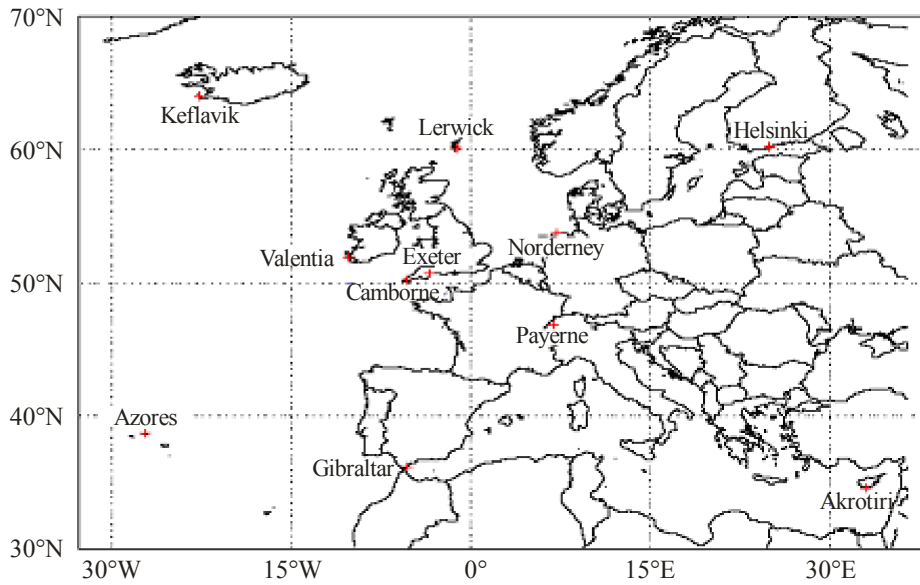 70°N
Keflavik
Lerwick
Helsinki
60°N
Valentia
Exeter
Norderney
50°N
Camborne
Payerne
40°N
Azores
Gibraltar
Akrotiri
30°N
30°W
15°W
0°
15°E
30°E